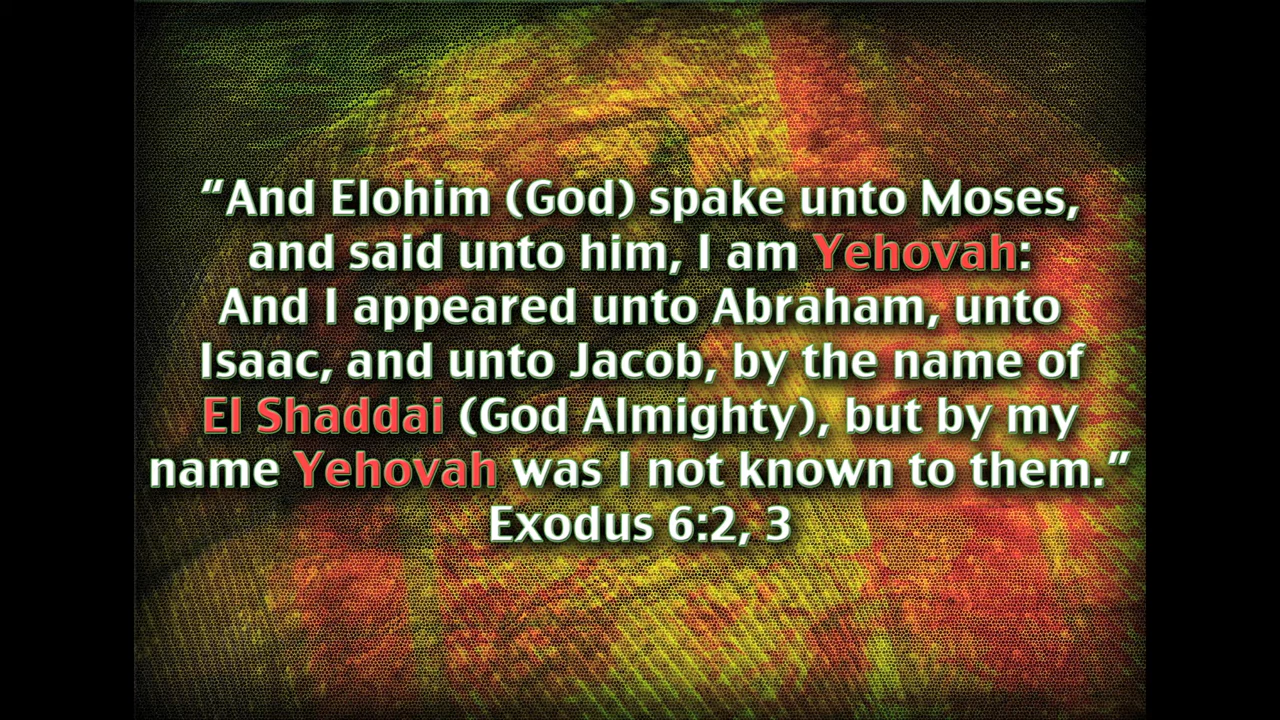 “And Elohim (God) spake unto Moses,
and said unto him, I am Yehovah:
And I appeared unto Abraham, unto
Isaac, and unto Jacob, by the name of
El Shaddai (God Almighty), but by my
name Yehovah was I not known to them.”
Exodus 6:2, 3